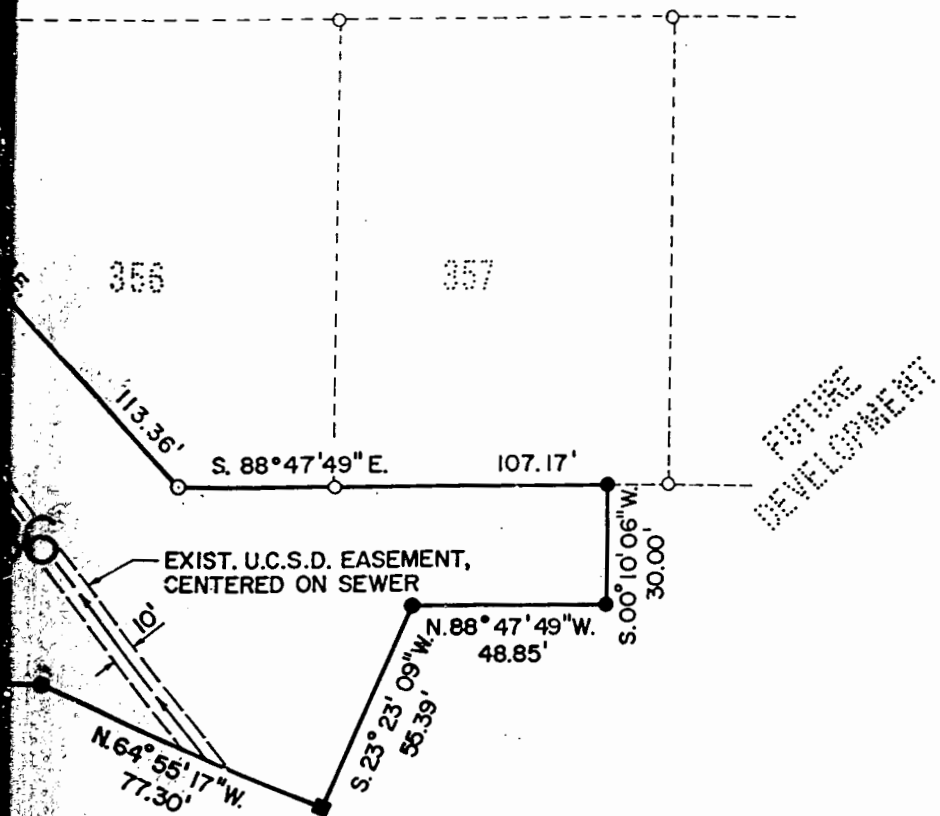 356
357
FUTURE
DEVELOPMENT
E.
113.36'
S. 88°47'49" E.
107.17'
S. 00°10'06" W.
30.00'
6
EXIST. U.C.S.D. EASEMENT,
CENTERED ON SEWER
10'
N. 88°47'49" W.
48.85'
S. 23°23'09" W.
55.39'
N. 64°55'17" W.
77.30'